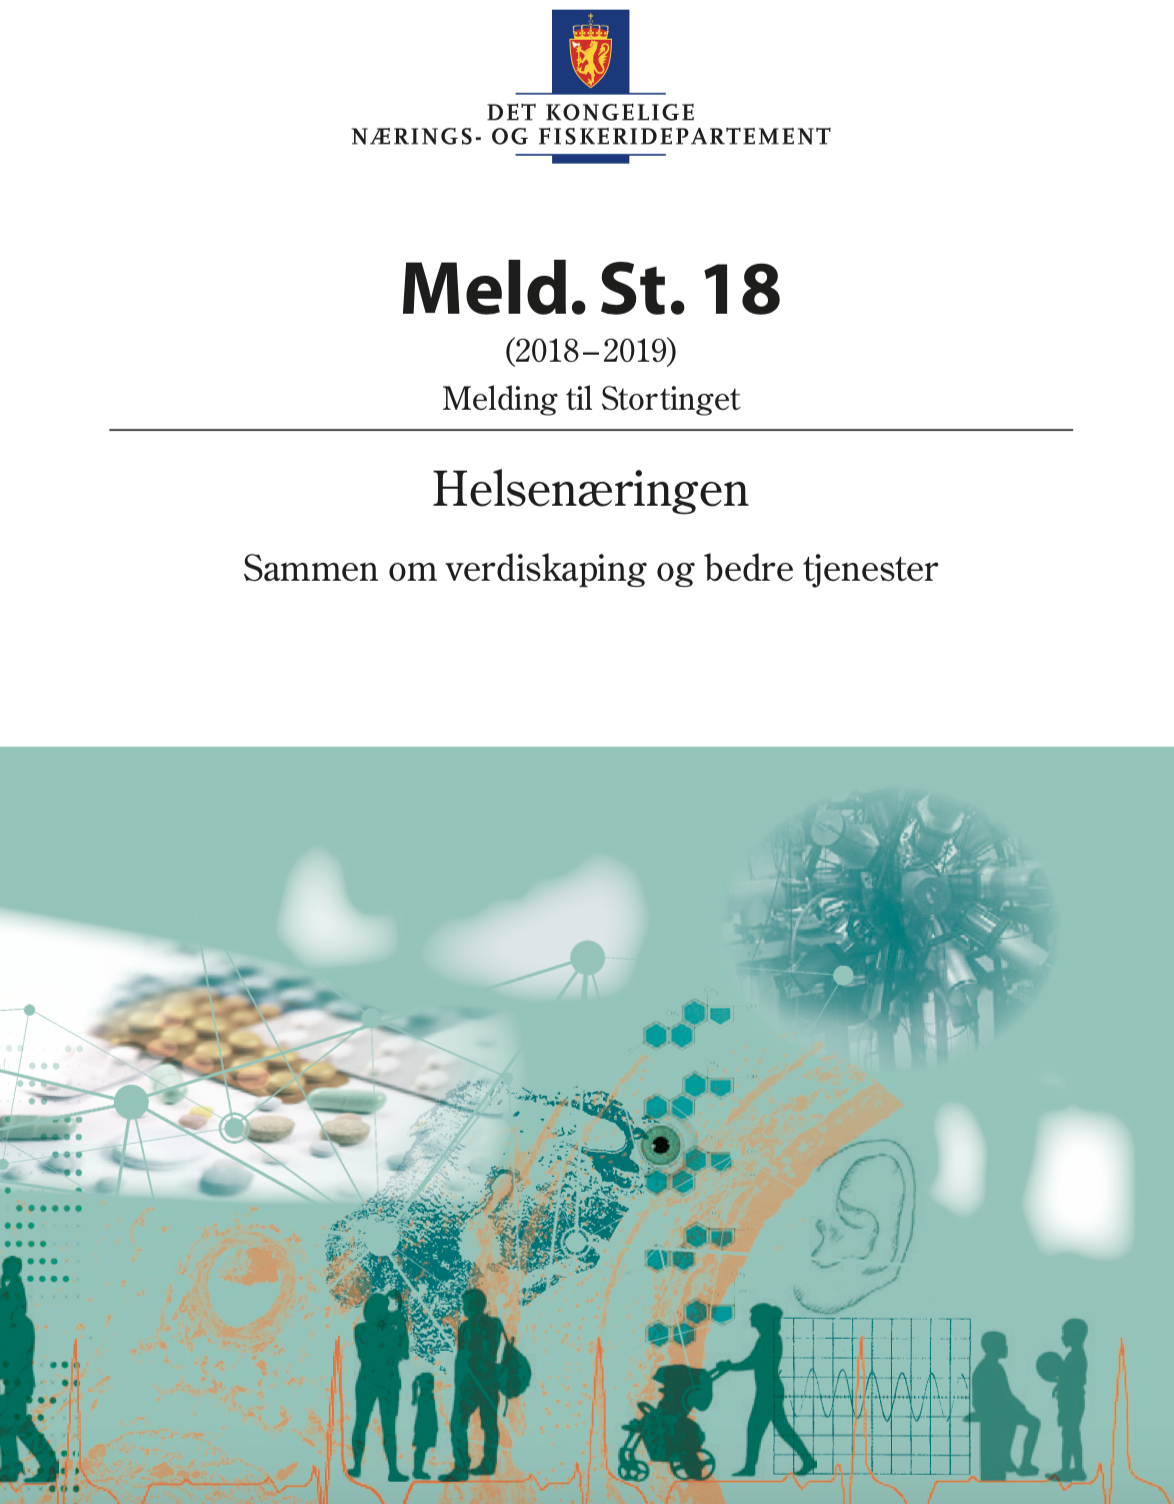 DET KONGELIGE
NÆRINGS- OG FISKERIDEPARTEMENT
Meld. St. 18
(2018–2019)
Melding til Stortinget
Helsenæringen
Sammen om verdiskaping og bedre tjenester